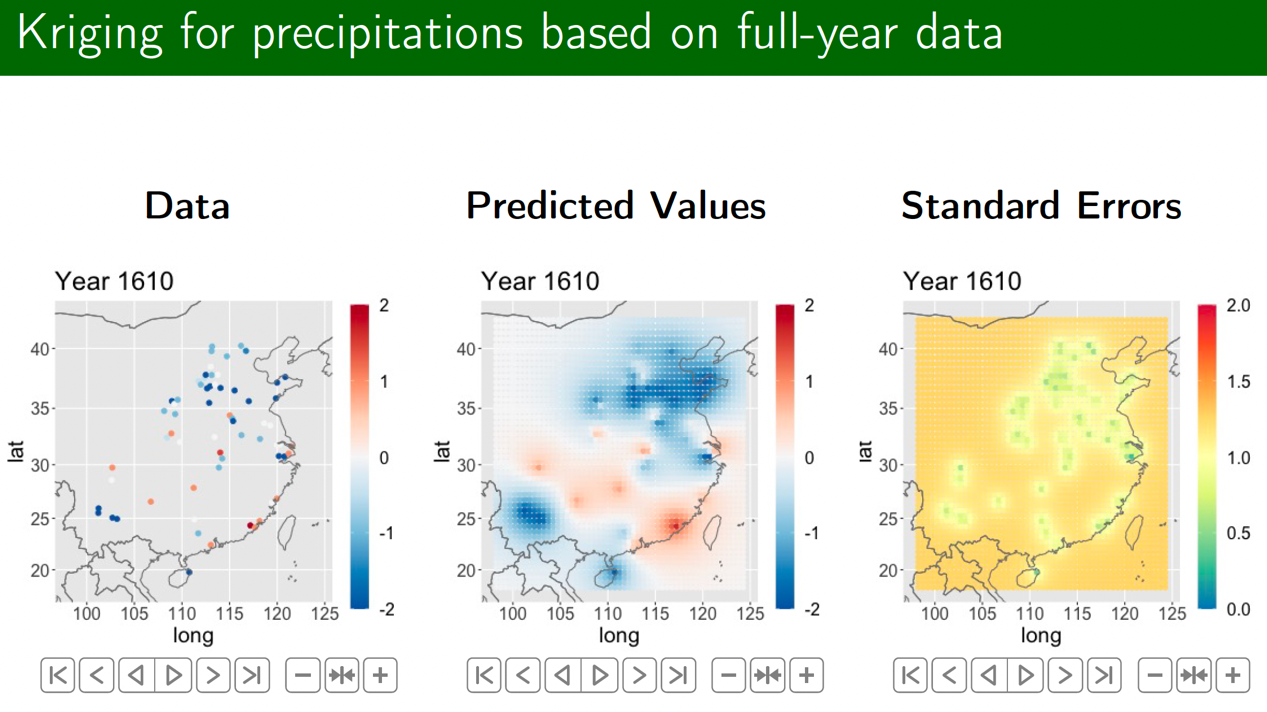 Kriging for precipitations based on full-year data
Data
Predicted Values
Standard Errors
Year 1610
2
1
0
-1
-2
40
35
30
25
20
lat
100 105 110 115 120 125
long
Year 1610
2
1
0
-1
-2
40
35
30
25
20
lat
100 105 110 115 120 125
long
Year 1610
2.0
1.5
1.0
0.5
0.0
40
35
30
25
20
lat
100 105 110 115 120 125
long